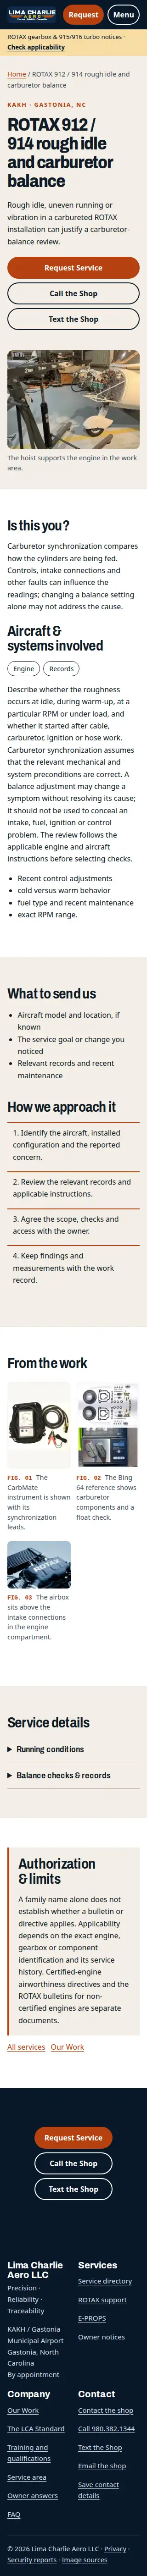 LIMA CHARLIE
Request
Menu
ROTAX gearbox & 915/916 turbo notices ·
Check applicability
Home / ROTAX 912 / 914 rough idle and
carburetor balance
KAKH · GASTONIA, NC
ROTAX 912 /
914 rough idle
and carburetor
balance
Rough idle, uneven running or
vibration in a carbureted ROTAX
installation can justify a carburetor-
balance review.
Request Service
Call the Shop
Text the Shop
The hoist supports the engine in the work
area.
Is this you?
Carburetor synchronization compares
how the cylinders are being fed.
Controls, intake connections and
other faults can influence the
readings; changing a balance setting
alone may not address the cause.
Aircraft &
systems involved
Engine
Records
Describe whether the roughness
occurs at idle, during warm-up, at a
particular RPM or under load, and
whether it started after cable,
carburetor, ignition or hose work.
Carburetor synchronization assumes
that the relevant mechanical and
system preconditions are correct. A
balance adjustment may change a
symptom without resolving its cause;
it should not be used to conceal an
intake, fuel, ignition or control
problem. The review follows the
applicable engine and aircraft
instructions before selecting checks.
Recent control adjustments
cold versus warm behavior
fuel type and recent maintenance
exact RPM range.
What to send us
Aircraft model and location, if
known
The service goal or change you
noticed
Relevant records and recent
maintenance
How we approach it
1. Identify the aircraft, installed
configuration and the reported
concern.
2. Review the relevant records and
applicable instructions.
3. Agree the scope, checks and
access with the owner.
4. Keep findings and
measurements with the work
record.
From the work
FIG. 01 The
CarbMate
instrument is shown
with its
synchronization
leads.
FIG. 02 The Bing
64 reference shows
carburetor
components and a
float check.
FIG. 03 The airbox
sits above the
intake connections
in the engine
compartment.
Service details
Running conditions
Balance checks & records
Authorization
& limits
A family name alone does not
establish whether a bulletin or
directive applies. Applicability
depends on the exact engine,
gearbox or component
identification and its service
history. Certified-engine
airworthiness directives and the
ROTAX bulletins for non-
certified engines are separate
documents.
All services Our Work
Request Service
Call the Shop
Text the Shop
Lima Charlie
Aero LLC
Precision ·
Reliability ·
Traceability
KAKH / Gastonia
Municipal Airport
Gastonia, North
Carolina
By appointment
Services
Service directory
ROTAX support
E-PROPS
Owner notices
Company
Our Work
The LCA Standard
Training and
qualifications
Service area
Owner answers
FAQ
Contact
Contact the shop
Call 980.382.1344
Text the Shop
Email the shop
Save contact
details
© 2026 Lima Charlie Aero LLC · Privacy ·
Security reports · Image sources